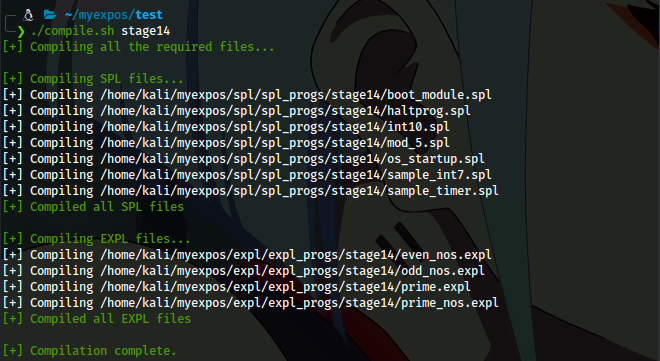 ~/myexpos/test
❯ ./compile.sh stage14
[+] Compiling all the required files...
[+] Compiling SPL files...
[+] Compiling /home/kali/myexpos/spl/spl_progs/stage14/boot_module.spl
[+] Compiling /home/kali/myexpos/spl/spl_progs/stage14/haltprog.spl
[+] Compiling /home/kali/myexpos/spl/spl_progs/stage14/int10.spl
[+] Compiling /home/kali/myexpos/spl/spl_progs/stage14/mod_5.spl
[+] Compiling /home/kali/myexpos/spl/spl_progs/stage14/os_startup.spl
[+] Compiling /home/kali/myexpos/spl/spl_progs/stage14/sample_int7.spl
[+] Compiling /home/kali/myexpos/spl/spl_progs/stage14/sample_timer.spl
[+] Compiled all SPL files
[+] Compiling EXPL files...
[+] Compiling /home/kali/myexpos/expl/expl_progs/stage14/even_nos.expl
[+] Compiling /home/kali/myexpos/expl/expl_progs/stage14/odd_nos.expl
[+] Compiling /home/kali/myexpos/expl/expl_progs/stage14/prime.expl
[+] Compiling /home/kali/myexpos/expl/expl_progs/stage14/prime_nos.expl
[+] Compiled all EXPL files
[+] Compilation complete.